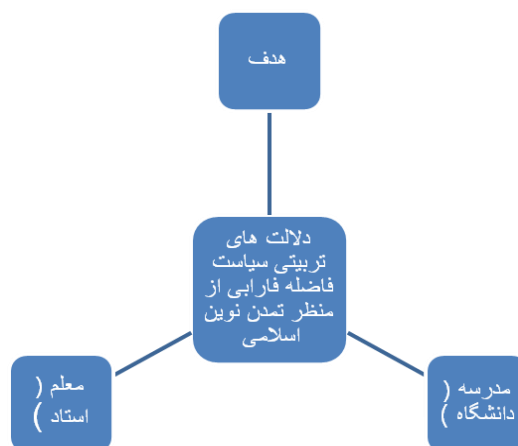 هدف
دلالت های
تربیتی سیاست
فاضله فارابی از
منظر تمدن نوین
اسلامی
مدرسه (
دانشگاه )
معلم (
استاد )